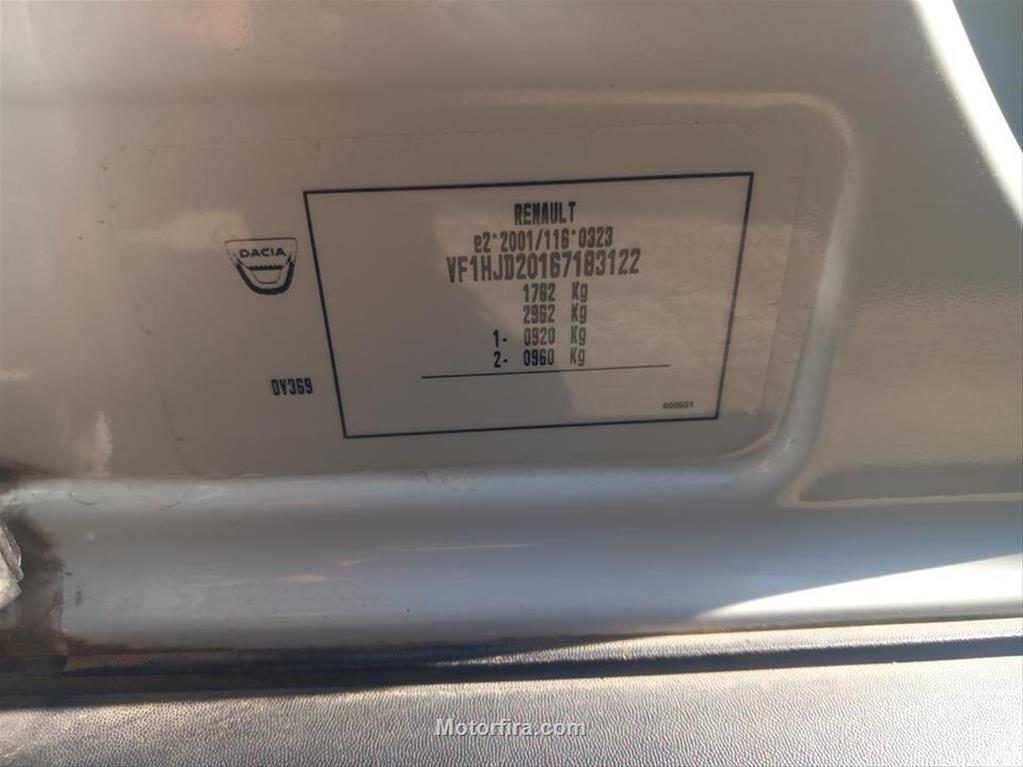 RENAULT
e2*2001/116*0323
VF1HJD20167183122
DACIA
1762 Kg
2962 Kg
1- 0920 Kg
2- 0960 Kg
0V369
Motorfira.com